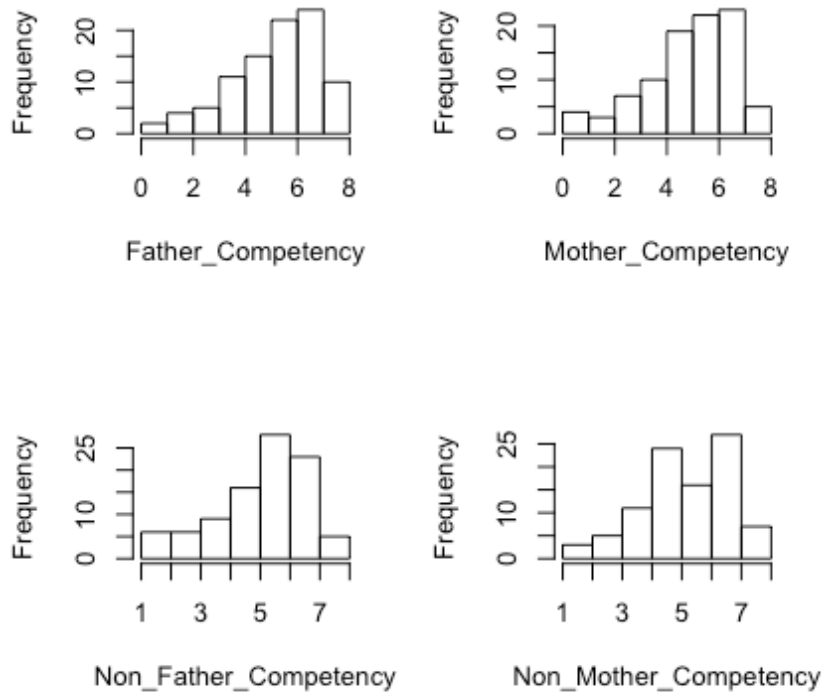 Frequency
20
10
0
0 2 4 6 8
Father_Competency
Frequency
20
10
0
0 2 4 6 8
Mother_Competency
Frequency
25
10
0
1 3 5 7
Non_Father_Competency
Frequency
25
10
0
1 3 5 7
Non_Mother_Competency